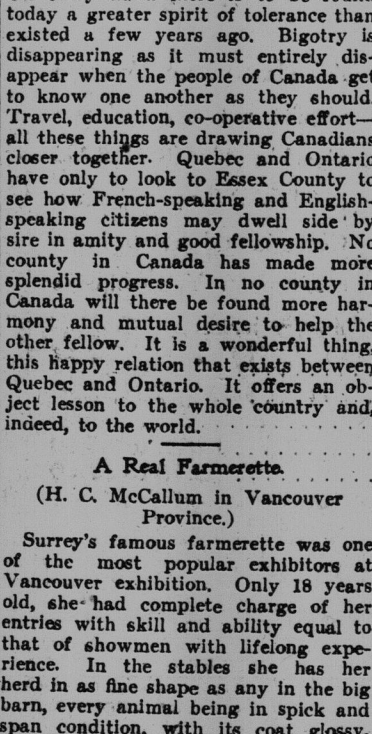 today a greater spirit of tolerance than
existed a few years ago. Bigotry is
disappearing as it must entirely dis-
appear when the people of Canada get
to know one another as they should.
Travel, education, co-operative effort—
all these things are drawing Canadians
closer together. Quebec and Ontario
have only to look to Essex County to
see how French-speaking and English-
speaking citizens may dwell side by
sire in amity and good fellowship. No
county in Canada has made more
splendid progress. In no county in
Canada will there be found more har-
mony and mutual desire to help the
other fellow. It is a wonderful thing,
this happy relation that exists between
Quebec and Ontario. It offers an ob-
ject lesson to the whole country and,
indeed, to the world.
A Real Farmerette.
(H. C. McCallum in Vancouver
Province.)
Surrey's famous farmerette was one
of the most popular exhibitors at
Vancouver exhibition. Only 18 years
old, she had complete charge of her
entries with skill and ability equal to
that of showmen with lifelong expe-
rience. In the stables she has her
herd in as fine shape as any in the big
barn, every animal being in spick and
span condition, with its coat glossy,